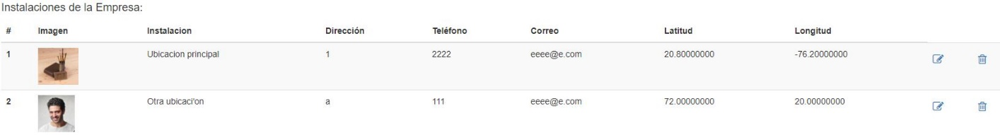 Instalaciones de la Empresa:
# Imagen Instalacion Dirección Teléfono Correo Latitud Longitud
1 Ubicacion principal 1 2222 eeee@e.com 20.80000000 -76.20000000
2 Otra ubicaci'on a 111 eeee@e.com 72.00000000 20.00000000